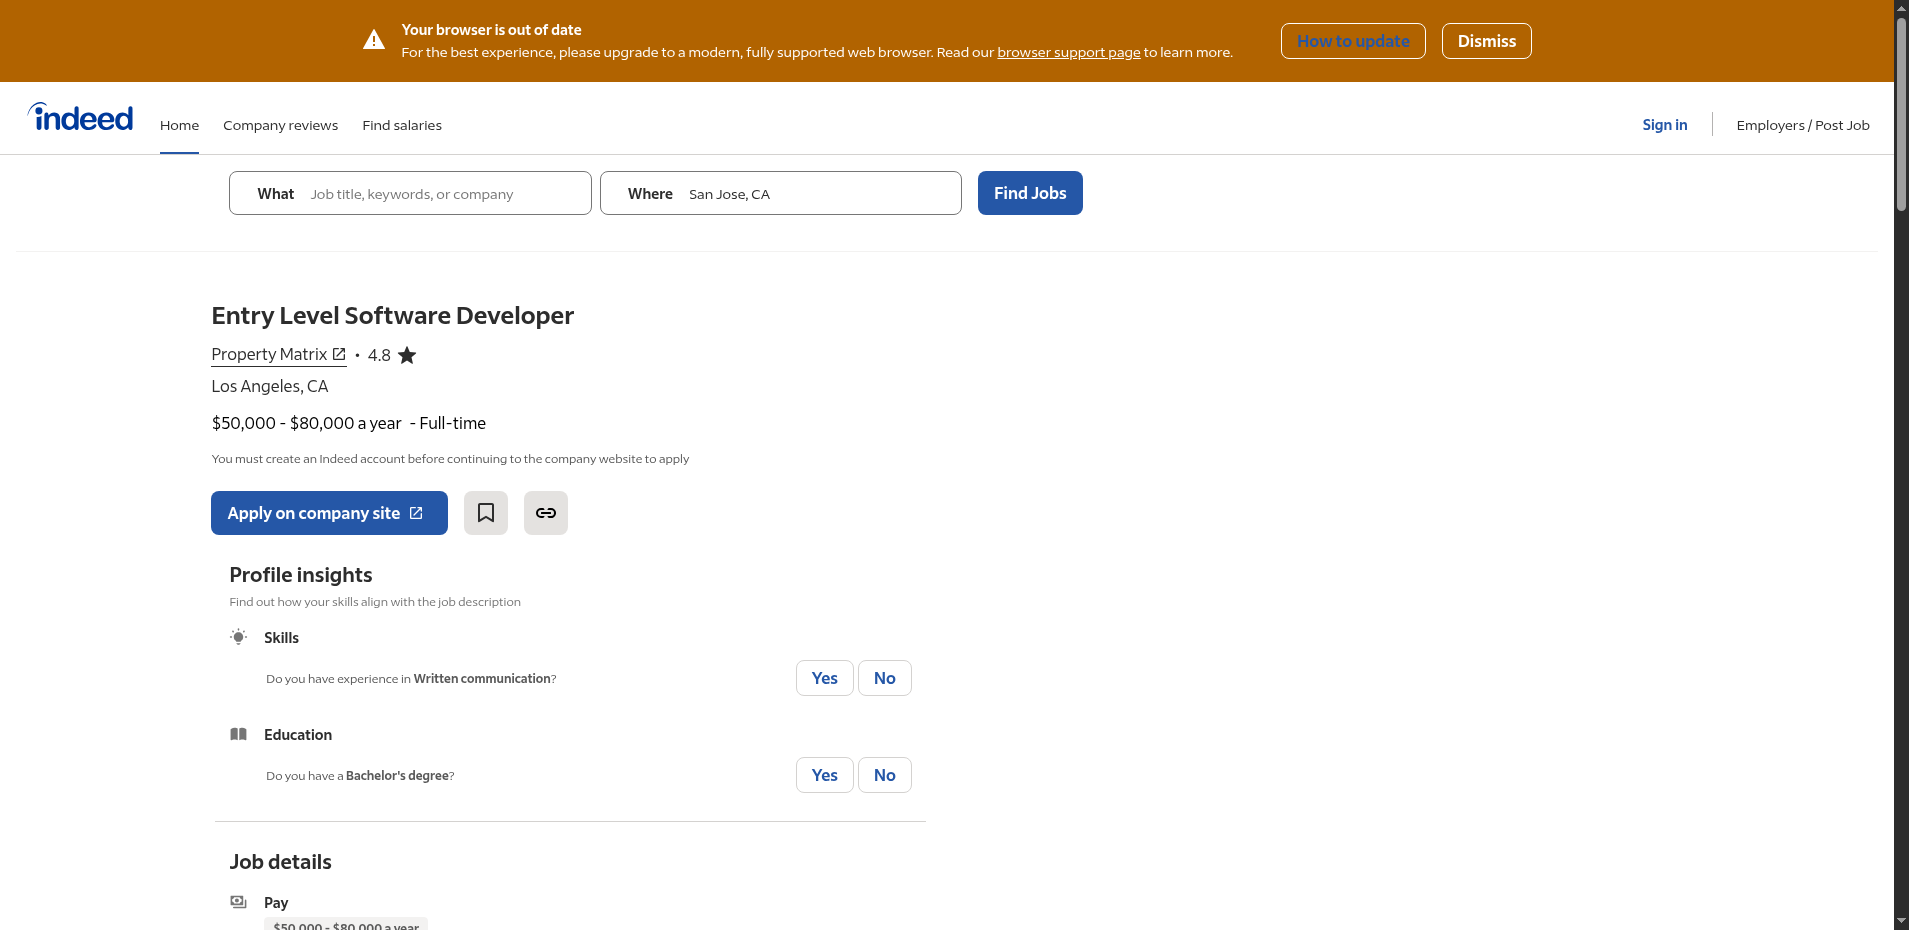 Your browser is out of date
For the best experience, please upgrade to a modern, fully supported web browser. Read our browser support page to learn more.
How to update
Dismiss
indeed
Home
Company reviews
Find salaries
Sign in
Employers / Post Job
What Job title, keywords, or company
Where San Jose, CA
Find Jobs
Entry Level Software Developer
Property Matrix • 4.8
Los Angeles, CA
$50,000 - $80,000 a year - Full-time
You must create an Indeed account before continuing to the company website to apply
Apply on company site
Profile insights
Find out how your skills align with the job description
Skills
Do you have experience in Written communication?
Yes
No
Education
Do you have a Bachelor's degree?
Yes
No
Job details
Pay
$50,000 - $80,000 a year